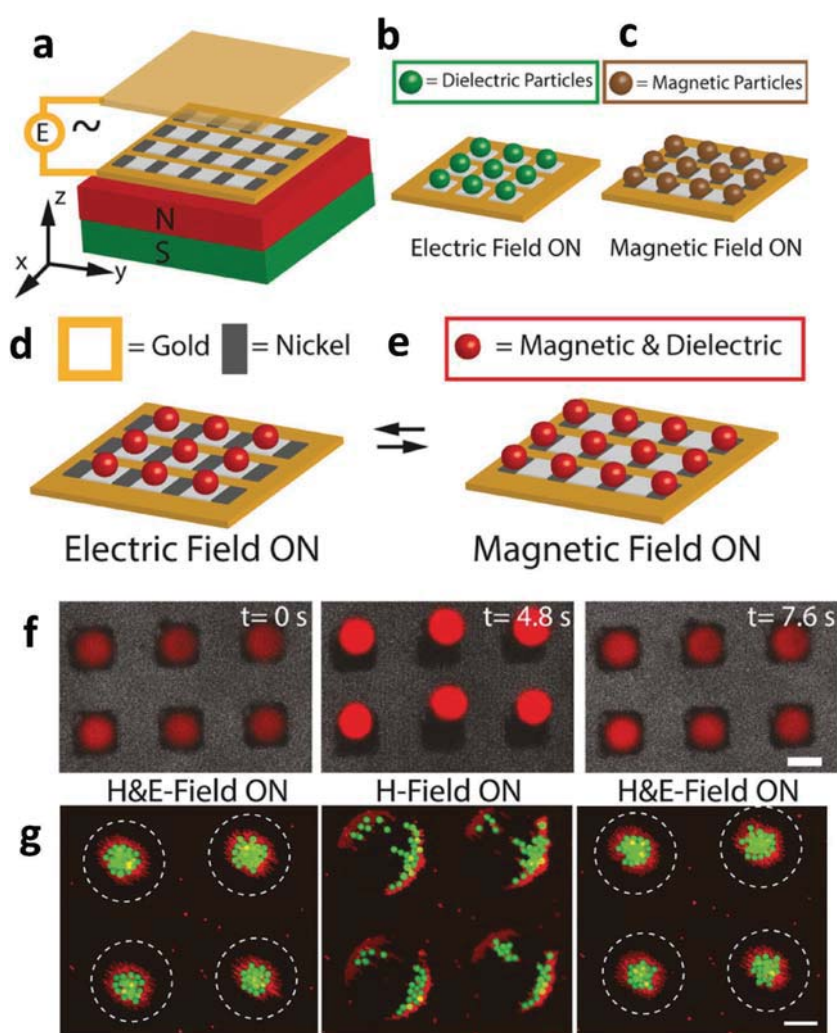 a
E ~
N
S
z
x
y
b
= Dielectric Particles
Electric Field ON
c
= Magnetic Particles
Magnetic Field ON
d
= Gold
= Nickel
Electric Field ON
e
= Magnetic & Dielectric
Magnetic Field ON
f
t= 0 s
t= 4.8 s
t= 7.6 s
H&E-Field ON
H-Field ON
H&E-Field ON
g